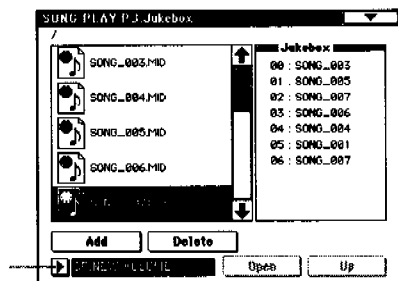 SONG PLAY P3.Jukebox
/
SONG_003.MID
SONG_004.MID
SONG_005.MID
SONG_006.MID
Jukebox
00 : SONG_003
01 . SONG_005
02 : SONG_007
03 : SONG_006
04 : SONG_004
05 : SONG_001
06 : SONG_007
Add
Delete
Open
Up